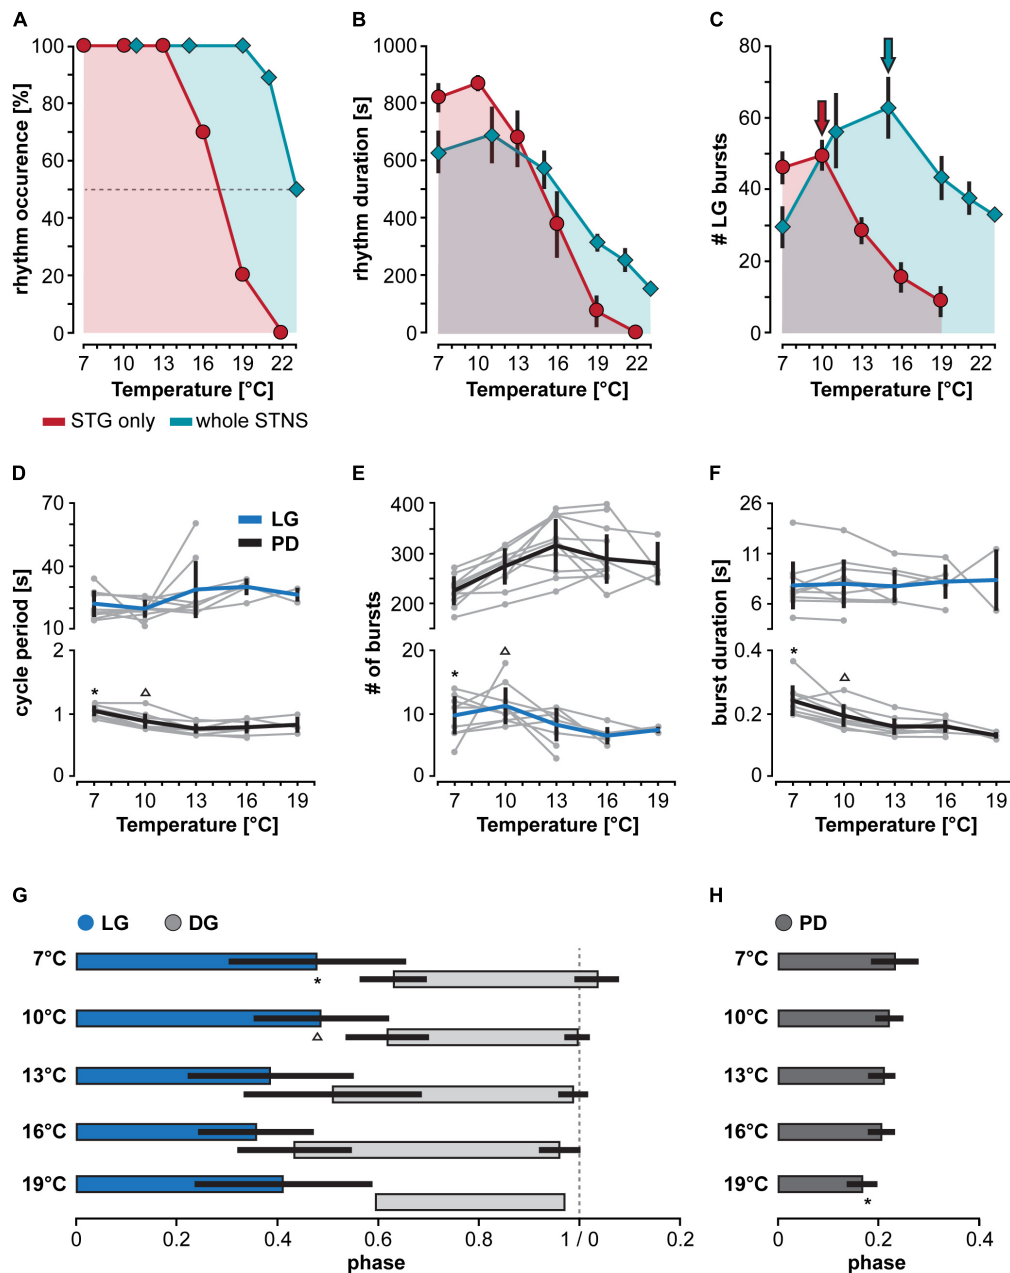 A
B
C
rhythm occurence [%]
100
80
60
40
20
0
7 10 13 16 19 22
Temperature [°C]
rhythm duration [s]
1000
800
600
400
200
0
7 10 13 16 19 22
Temperature [°C]
# LG bursts
80
60
40
20
0
7 10 13 16 19 22
Temperature [°C]
STG only
whole STNS
D
E
F
cycle period [s]
70
40
10
2
1
0
LG
PD
*
△
7 10 13 16 19
Temperature [°C]
# of bursts
400
300
200
20
10
0
*
△
7 10 13 16 19
Temperature [°C]
burst duration [s]
26
11
6
0.4
0.2
0
*
△
7 10 13 16 19
Temperature [°C]
G
LG
DG
7°C
*
10°C
△
13°C
16°C
19°C
0 0.2 0.4 0.6 0.8 1 / 0 0.2
phase
H
PD
7°C
10°C
13°C
16°C
19°C
*
0 0.2 0.4
phase